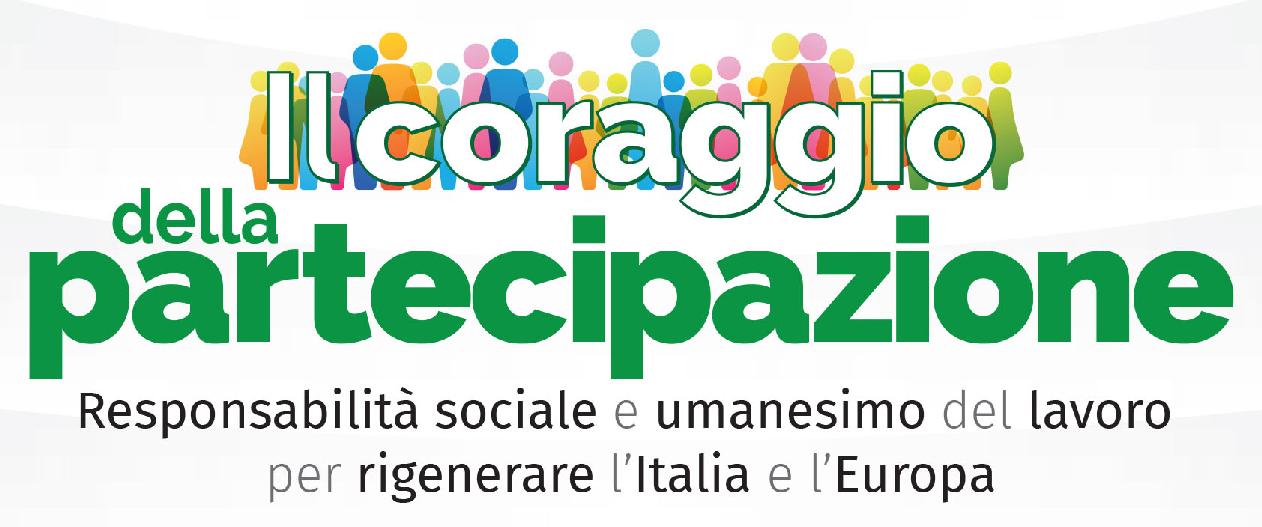 Il coraggio
della
partecipazione
Responsabilità sociale e umanesimo del lavoro
per rigenerare l'Italia e l'Europa